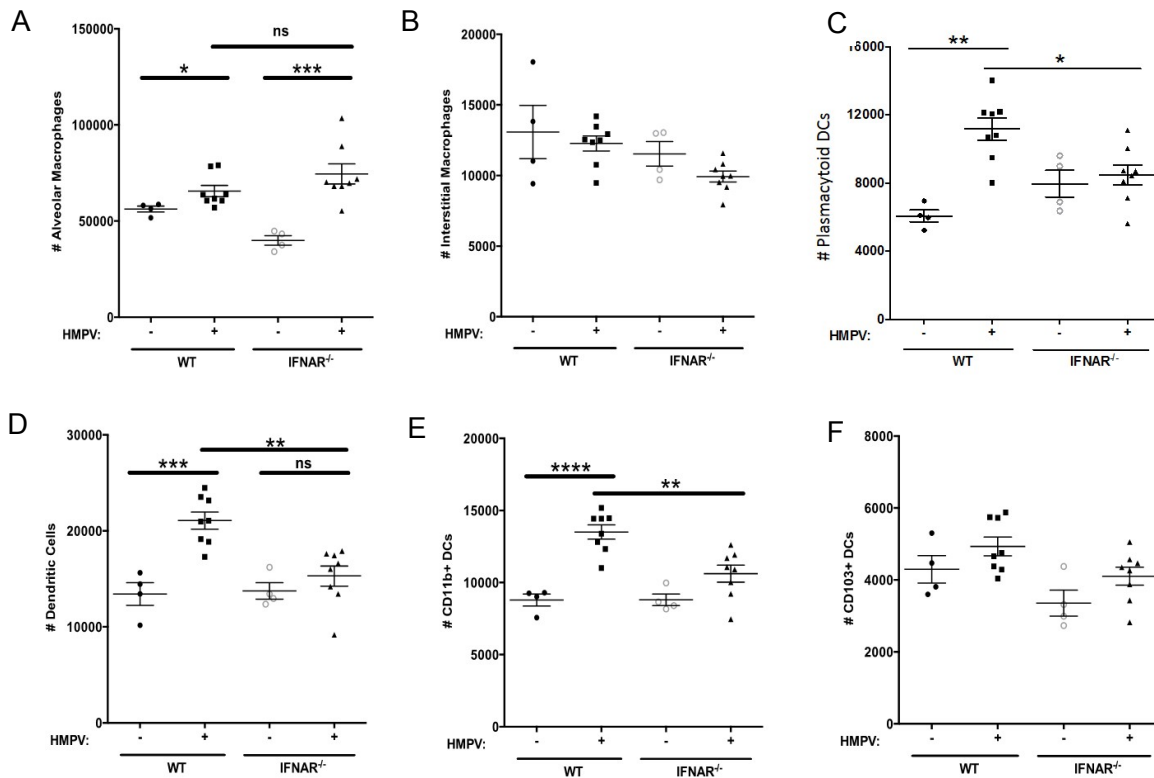 A
# Alveolar Macrophages
150000
100000
50000
0
ns
*
***
HMPV:
-
+
-
+
WT
IFNAR-/-
B
# Interstitial Macrophages
20000
15000
10000
5000
0
HMPV:
-
+
-
+
WT
IFNAR-/-
C
# Plasmacytoid DCs
16000
12000
8000
4000
0
**
*
HMPV:
-
+
-
+
WT
IFNAR-/-
D
# Dendritic Cells
30000
20000
10000
0
**
***
ns
HMPV:
-
+
-
+
WT
IFNAR-/-
E
# CD11b+ DCs
20000
15000
10000
5000
0
****
**
HMPV:
-
+
-
+
WT
IFNAR-/-
F
# CD103+ DCs
8000
6000
4000
2000
0
HMPV:
-
+
-
+
WT
IFNAR-/-